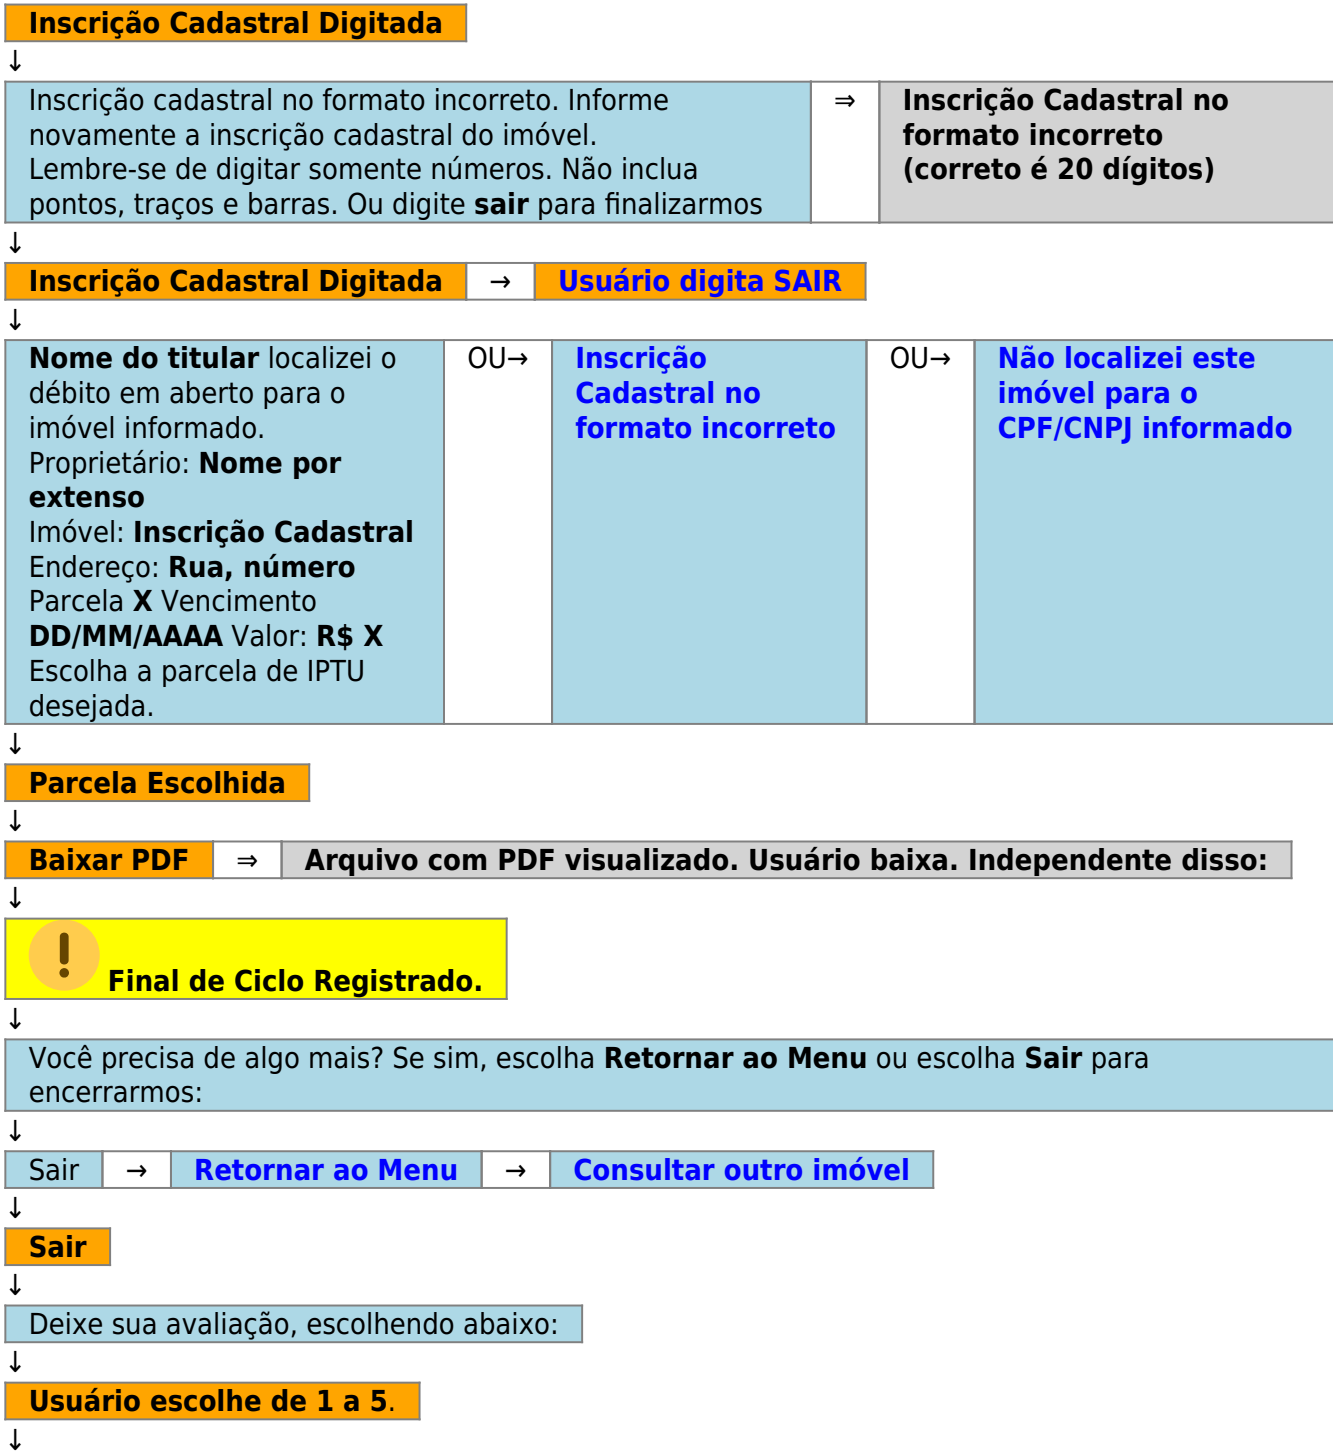 Inscrição Cadastral Digitada
↓
Inscrição cadastral no formato incorreto. Informe
novamente a inscrição cadastral do imóvel.
Lembre-se de digitar somente números. Não inclua
pontos, traços e barras. Ou digite sair para finalizarmos
⇒
Inscrição Cadastral no
formato incorreto
(correto é 20 dígitos)
↓
Inscrição Cadastral Digitada → Usuário digita SAIR
↓
Nome do titular localizei o
débito em aberto para o
imóvel informado.
Proprietário: Nome por
extenso
Imóvel: Inscrição Cadastral
Endereço: Rua, número
Parcela X Vencimento
DD/MM/AAAA Valor: R$ X
Escolha a parcela de IPTU
desejada.
OU→
Inscrição
Cadastral no
formato incorreto
OU→
Não localizei este
imóvel para o
CPF/CNPJ informado
↓
Parcela Escolhida
↓
Baixar PDF ⇒ Arquivo com PDF visualizado. Usuário baixa. Independente disso:
↓
! Final de Ciclo Registrado.
↓
Você precisa de algo mais? Se sim, escolha Retornar ao Menu ou escolha Sair para
encerrarmos:
↓
Sair → Retornar ao Menu → Consultar outro imóvel
↓
Sair
↓
Deixe sua avaliação, escolhendo abaixo:
↓
Usuário escolhe de 1 a 5.
↓